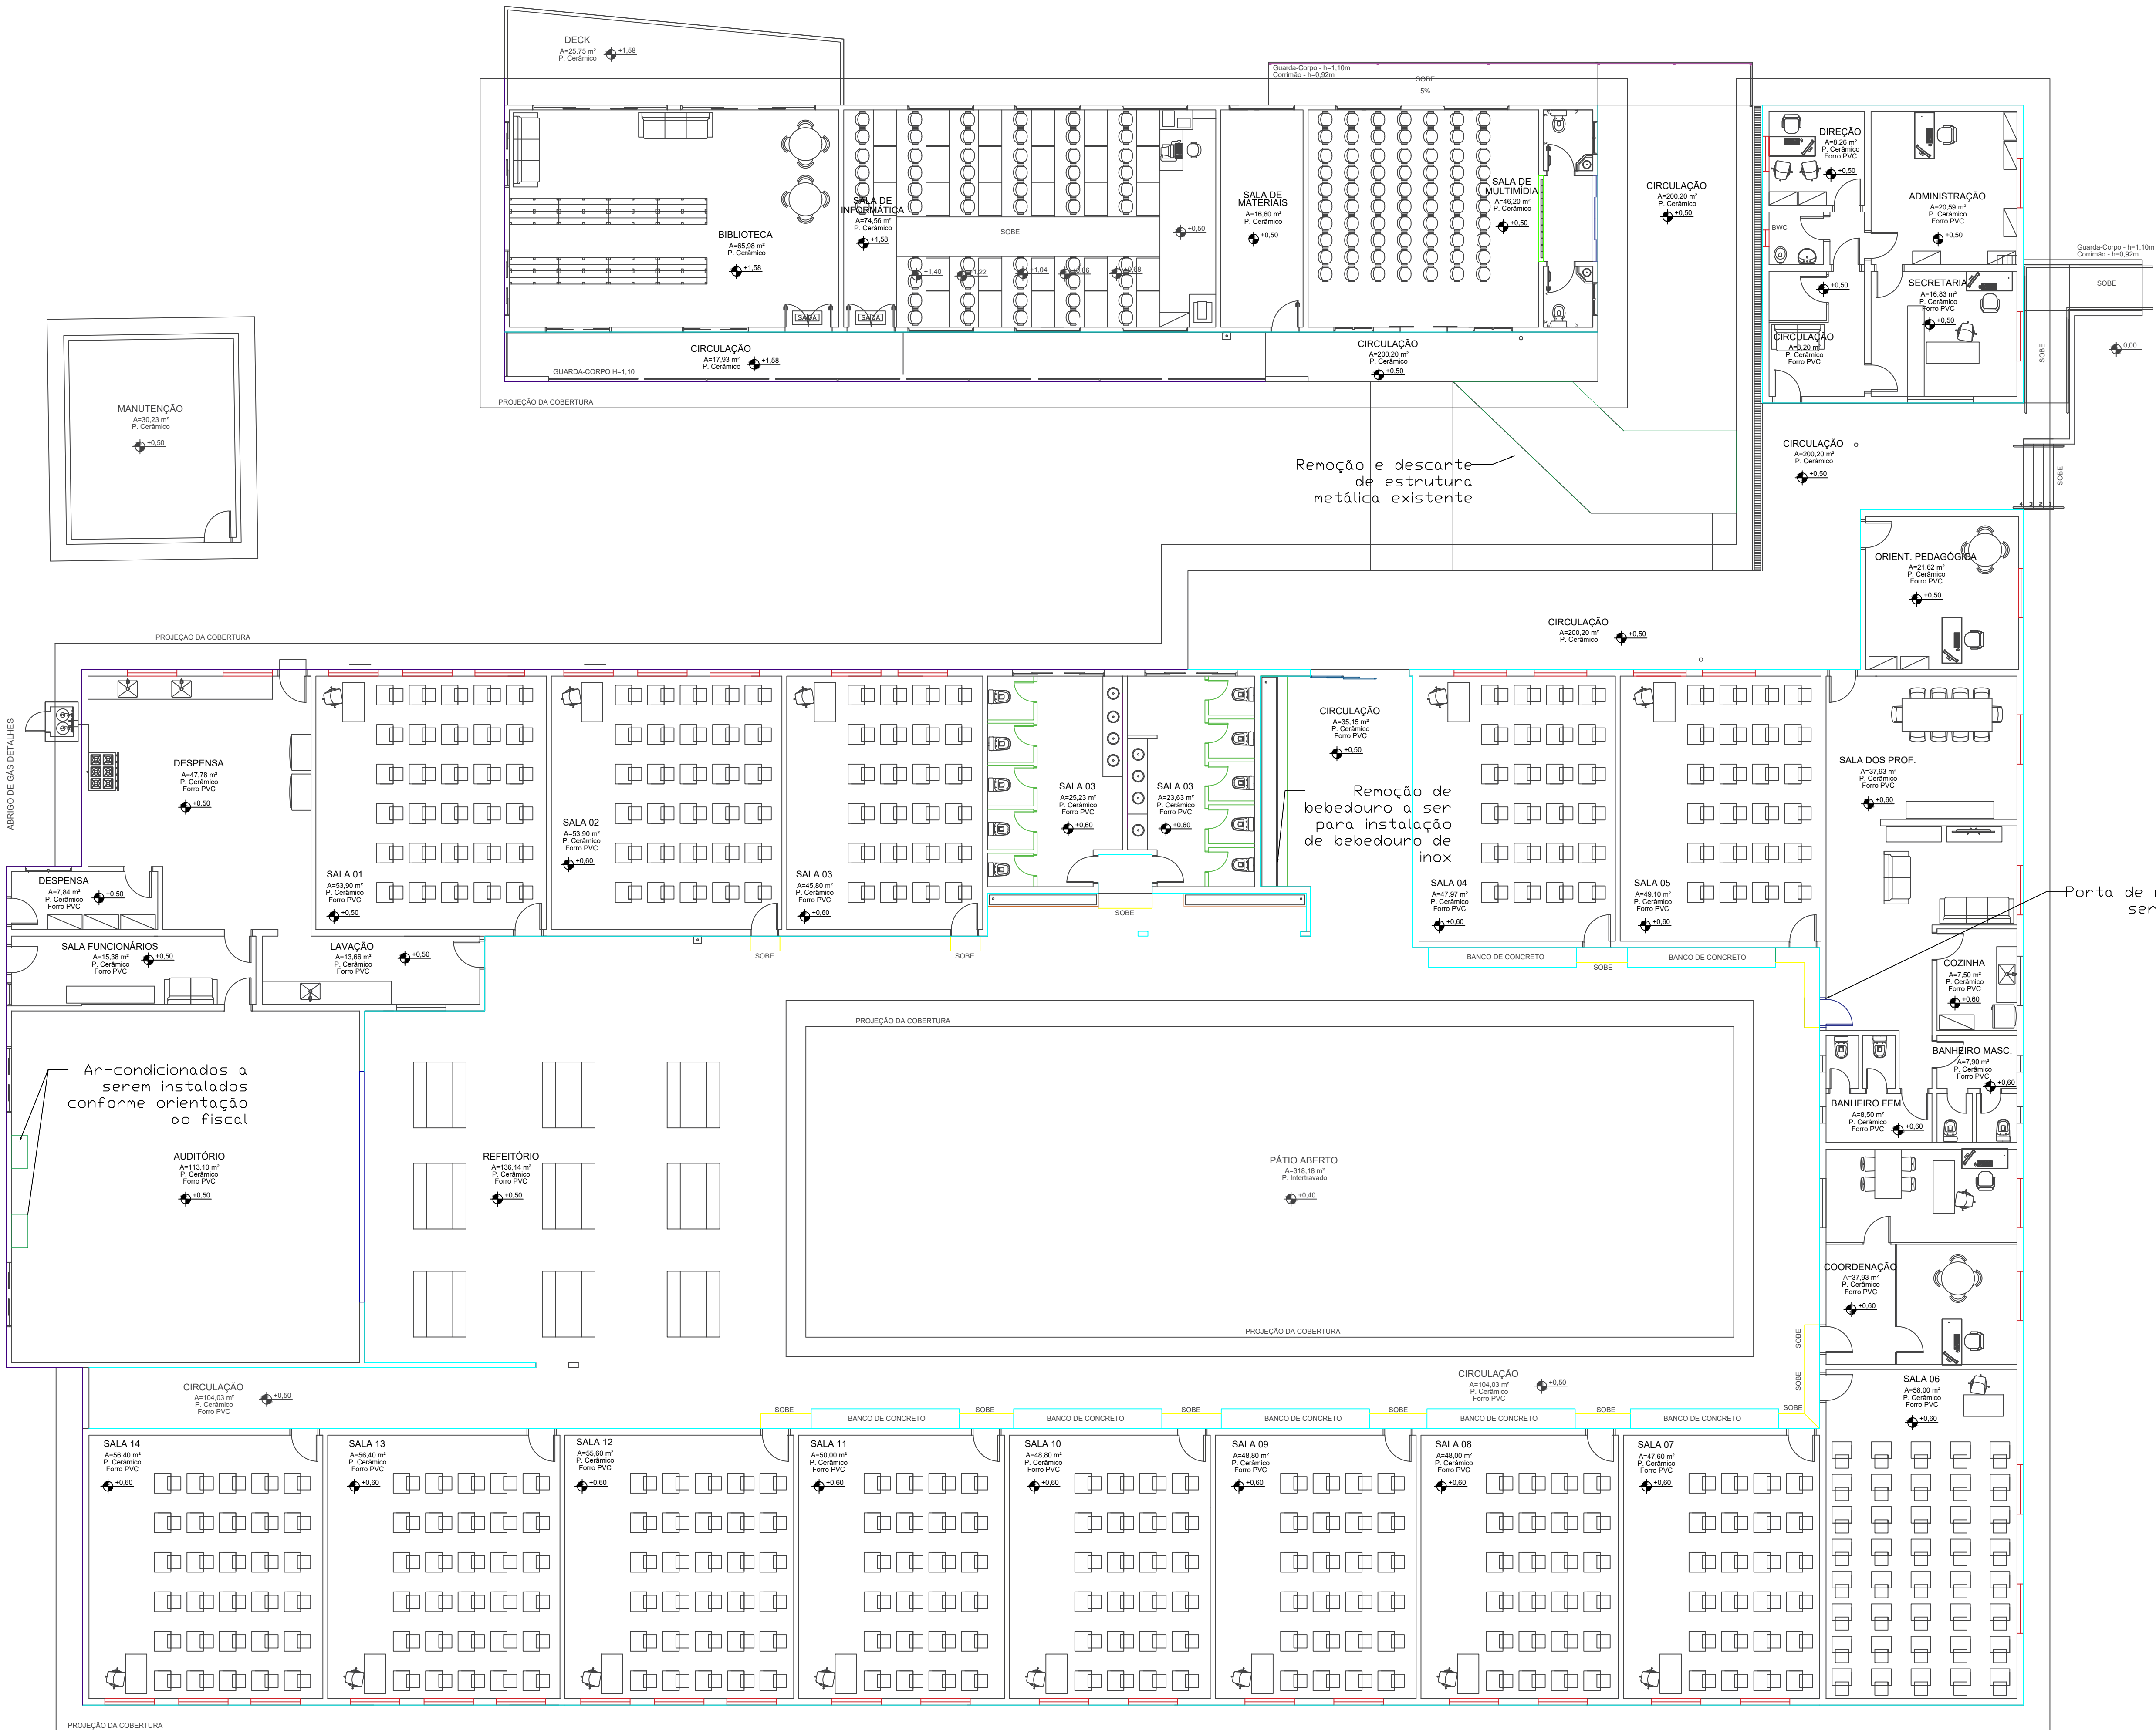 DECK
A=25,75 m²
P. Cerâmico
+1,58
Guarda-Corpo - h=1,10m
Corrimão - h=0,92m
SOBE
5%
BIBLIOTECA
A=65,98 m²
P. Cerâmico
+1,58
SAÍDA
SALA DE
INFORMÁTICA
A=74,56 m²
P. Cerâmico
+1,58
SAÍDA
SOBE
+1,40
+1,22
+1,04
+0,86
+0,68
+0,50
SALA DE
MATERIAIS
A=16,60 m²
P. Cerâmico
+0,50
SALA DE
MULTIMÍDIA
A=46,20 m²
P. Cerâmico
+0,50
CIRCULAÇÃO
A=200,20 m²
P. Cerâmico
+0,50
DIREÇÃO
A=8,26 m²
P. Cerâmico
Forro PVC
+0,50
ADMINISTRAÇÃO
A=20,59 m²
P. Cerâmico
Forro PVC
+0,50
BWC
+0,50
SECRETARIA
A=16,83 m²
P. Cerâmico
Forro PVC
+0,50
CIRCULAÇÃO
P. Cerâmico
Forro PVC
Guarda-Corpo - h=1,10m
Corrimão - h=0,92m
SOBE
SOBE
0,00
CIRCULAÇÃO
A=17,93 m²
P. Cerâmico
+1,58
GUARDA-CORPO H=1,10
PROJEÇÃO DA COBERTURA
CIRCULAÇÃO
A=200,20 m²
P. Cerâmico
+0,50
MANUTENÇÃO
A=30,23 m²
P. Cerâmico
+0,50
Remoção e descarte
de estrutura
metálica existente
CIRCULAÇÃO
A=200,20 m²
P. Cerâmico
+0,50
SOBE
4 3 2
ORIENT. PEDAGÓGICA
A=21,62 m²
P. Cerâmico
Forro PVC
+0,50
PROJEÇÃO DA COBERTURA
CIRCULAÇÃO
A=200,20 m²
P. Cerâmico
+0,50
ABRIGO DE GÁS DETALHES
DESPENSA
A=47,78 m²
P. Cerâmico
Forro PVC
+0,50
SALA 01
A=53,90 m²
P. Cerâmico
Forro PVC
+0,50
SALA 02
A=53,90 m²
P. Cerâmico
Forro PVC
+0,60
SALA 03
A=45,80 m²
P. Cerâmico
Forro PVC
+0,60
SALA 03
A=25,23 m²
P. Cerâmico
Forro PVC
+0,60
SALA 03
A=23,63 m²
P. Cerâmico
Forro PVC
+0,60
CIRCULAÇÃO
A=35,15 m²
P. Cerâmico
Forro PVC
+0,50
Remoção de
bebedouro a ser
para instalação
de bebedouro de
inox
SALA 04
A=47,97 m²
P. Cerâmico
Forro PVC
+0,60
SALA 05
A=49,10 m²
P. Cerâmico
Forro PVC
+0,60
SALA DOS PROF.
A=37,93 m²
P. Cerâmico
Forro PVC
+0,60
Porta de
ser
DESPENSA
A=7,84 m²
P. Cerâmico
Forro PVC
+0,50
SALA FUNCIONÁRIOS
A=15,38 m²
P. Cerâmico
Forro PVC
+0,50
LAVAÇÃO
A=13,66 m²
P. Cerâmico
Forro PVC
+0,50
SOBE
SOBE
SOBE
BANCO DE CONCRETO
SOBE
BANCO DE CONCRETO
COZINHA
A=7,50 m²
P. Cerâmico
Forro PVC
+0,60
BANHEIRO MASC.
A=7,90 m²
P. Cerâmico
Forro PVC
+0,60
BANHEIRO FEM.
A=8,50 m²
P. Cerâmico
Forro PVC
+0,60
PROJEÇÃO DA COBERTURA
Ar-condicionados a
serem instalados
conforme orientação
do fiscal
AUDITÓRIO
A=113,10 m²
P. Cerâmico
Forro PVC
+0,50
REFEITÓRIO
A=136,14 m²
P. Cerâmico
Forro PVC
+0,50
PÁTIO ABERTO
A=318,18 m²
P. Intertravado
+0,40
PROJEÇÃO DA COBERTURA
COORDENAÇÃO
A=37,93 m²
P. Cerâmico
Forro PVC
+0,60
SOBE
SOBE
CIRCULAÇÃO
A=104,03 m²
P. Cerâmico
Forro PVC
+0,50
CIRCULAÇÃO
A=104,03 m²
P. Cerâmico
Forro PVC
+0,50
SALA 06
A=58,00 m²
P. Cerâmico
Forro PVC
+0,60
SOBE
BANCO DE CONCRETO
SOBE
BANCO DE CONCRETO
SOBE
BANCO DE CONCRETO
SOBE
BANCO DE CONCRETO
SOBE
BANCO DE CONCRETO
SOBE
SALA 14
A=56,40 m²
P. Cerâmico
Forro PVC
+0,60
SALA 13
A=56,40 m²
P. Cerâmico
Forro PVC
+0,60
SALA 12
A=55,60 m²
P. Cerâmico
Forro PVC
+0,60
SALA 11
A=50,00 m²
P. Cerâmico
Forro PVC
+0,60
SALA 10
A=48,80 m²
P. Cerâmico
Forro PVC
+0,60
SALA 09
A=48,80 m²
P. Cerâmico
Forro PVC
+0,60
SALA 08
A=48,00 m²
P. Cerâmico
Forro PVC
+0,60
SALA 07
A=47,60 m²
P. Cerâmico
Forro PVC
+0,60
PROJEÇÃO DA COBERTURA